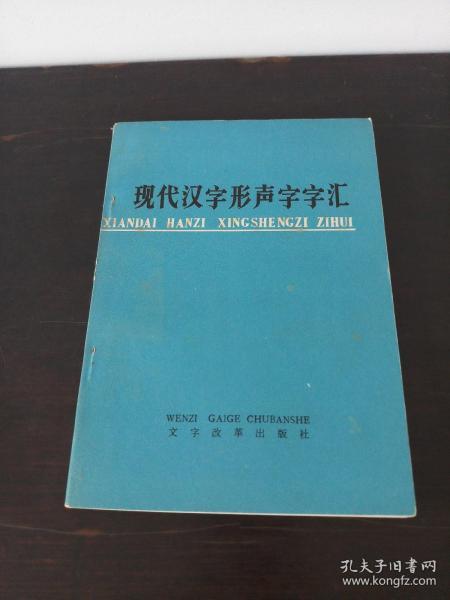 现代汉字形声字字汇
XIANDAI HANZI XINGSHENGZI ZIHUI
WENZI GAIGE CHUBANSHE
文字改革出版社
孔夫子旧书网
www.kongfz.com